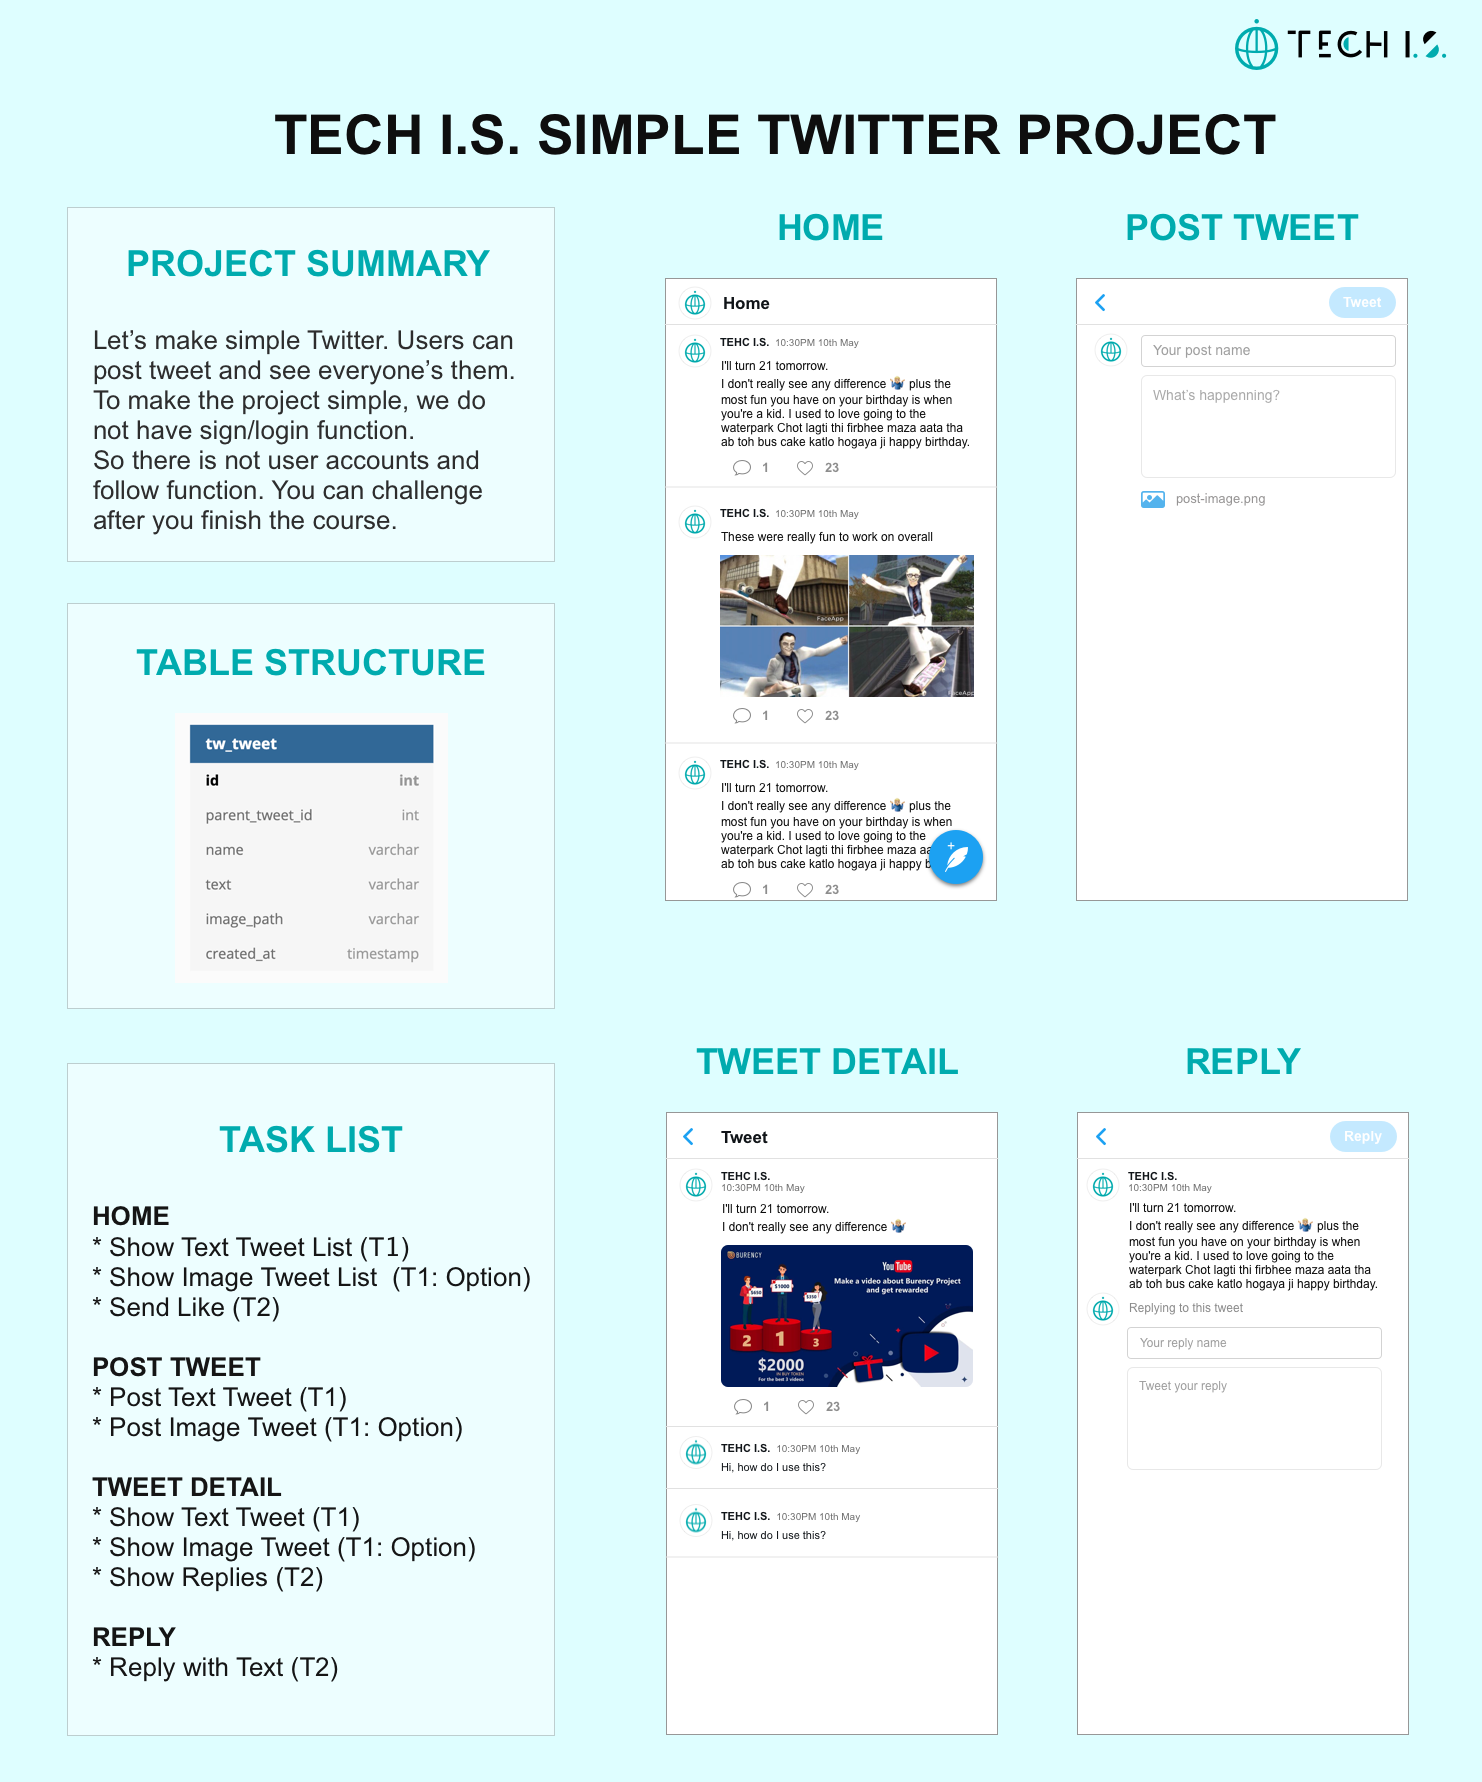 TECH I.S.
TECH I.S. SIMPLE TWITTER PROJECT
PROJECT SUMMARY
Let's make simple Twitter. Users can
post tweet and see everyone's them.
To make the project simple, we do
not have sign/login function.
So there is not user accounts and
follow function. You can challenge
after you finish the course.
TABLE STRUCTURE
tw_tweet
id int
parent_tweet_id int
name varchar
text varchar
image_path varchar
created_at timestamp
TASK LIST
HOME
* Show Text Tweet List (T1)
* Show Image Tweet List (T1: Option)
* Send Like (T2)
POST TWEET
* Post Text Tweet (T1)
* Post Image Tweet (T1: Option)
TWEET DETAIL
* Show Text Tweet (T1)
* Show Image Tweet (T1: Option)
* Show Replies (T2)
REPLY
* Reply with Text (T2)
HOME
Home
TEHC I.S. 10:30PM 10th May
I'll turn 21 tomorrow.
I don't really see any difference 🤷 plus the
most fun you have on your birthday is when
you're a kid. I used to love going to the
waterpark Chot lagti thi firbhee maza aata tha
ab toh bus cake katlo hogaya ji happy birthday.
1 23
TEHC I.S. 10:30PM 10th May
These were really fun to work on overall
FaceApp
FaceApp
1 23
TEHC I.S. 10:30PM 10th May
I'll turn 21 tomorrow.
I don't really see any difference 🤷 plus the
most fun you have on your birthday is when
you're a kid. I used to love going to the
waterpark Chot lagti thi firbhee maza aa
ab toh bus cake katlo hogaya ji happy b
1 23
POST TWEET
Tweet
Your post name
What's happenning?
post-image.png
TWEET DETAIL
Tweet
TEHC I.S.
10:30PM 10th May
I'll turn 21 tomorrow.
I don't really see any difference 🤷
BURENCY
YouTube
Make a video about Burency Project
and get rewarded
$650
$1000
$350
2 1 3
$2000
IN BUY TOKEN
For the best 3 videos
1 23
TEHC I.S. 10:30PM 10th May
Hi, how do I use this?
TEHC I.S. 10:30PM 10th May
Hi, how do I use this?
REPLY
Reply
TEHC I.S.
10:30PM 10th May
I'll turn 21 tomorrow.
I don't really see any difference 🤷 plus the
most fun you have on your birthday is when
you're a kid. I used to love going to the
waterpark Chot lagti thi firbhee maza aata tha
ab toh bus cake katlo hogaya ji happy birthday.
Replying to this tweet
Your reply name
Tweet your reply